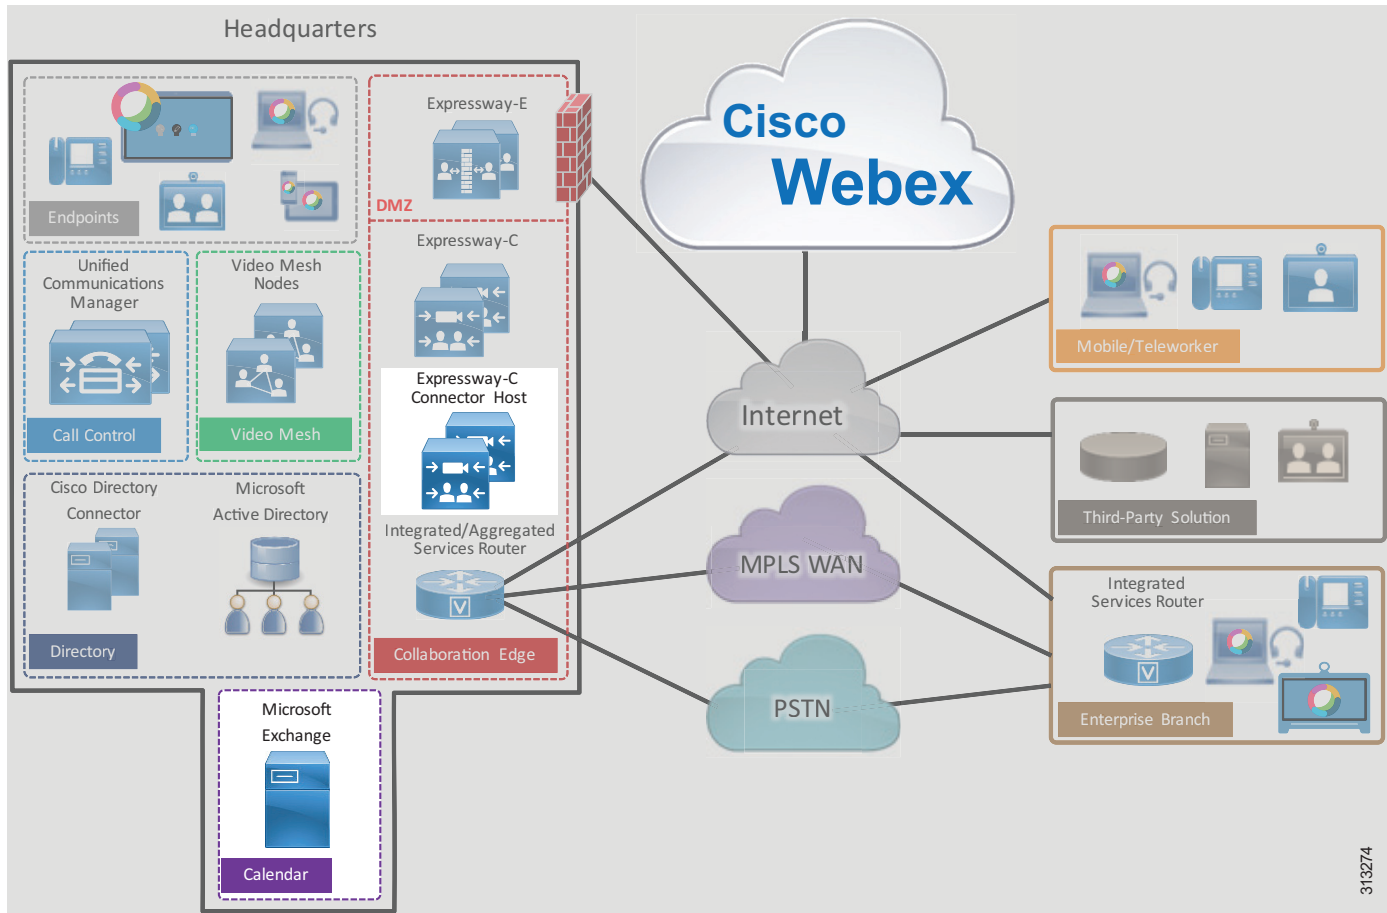 Headquarters
Endpoints
Expressway-E
DMZ
Cisco
Webex
Unified
Communications
Manager
Call Control
Video Mesh
Nodes
Video Mesh
Expressway-C
Expressway-C
Connector Host
Integrated/Aggregated
Services Router
V
Collaboration Edge
Cisco Directory
Connector
Microsoft
Active Directory
Directory
Microsoft
Exchange
Calendar
Internet
MPLS WAN
PSTN
Mobile/Teleworker
Third-Party Solution
Integrated
Services Router
V
Enterprise Branch
313274